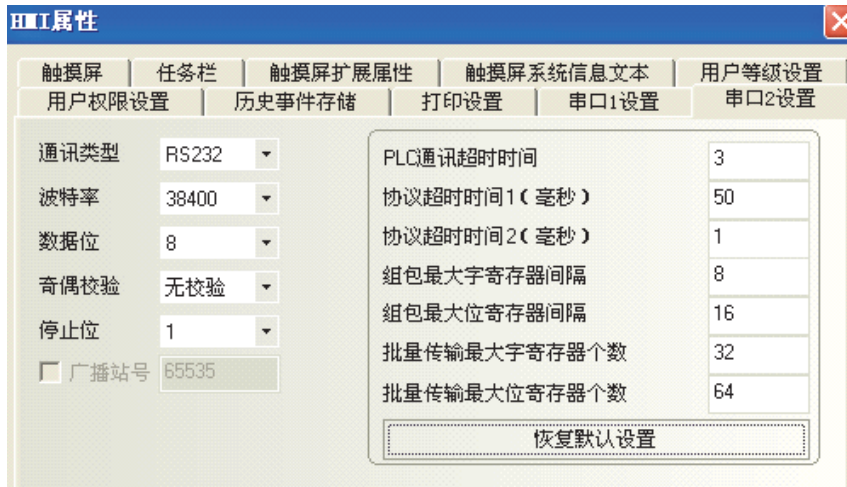 HMI属性
触摸屏 任务栏 触摸屏扩展属性 触摸屏系统信息文本 用户等级设置
用户权限设置 历史事件存储 打印设置 串口1设置 串口2设置
通讯类型 RS232
波特率 38400
数据位 8
奇偶校验 无校验
停止位 1
广播站号 65535
PLC通讯超时时间 3
协议超时时间1(毫秒) 50
协议超时时间2(毫秒) 1
组包最大字寄存器间隔 8
组包最大位寄存器间隔 16
批量传输最大字寄存器个数 32
批量传输最大位寄存器个数 64
恢复默认设置